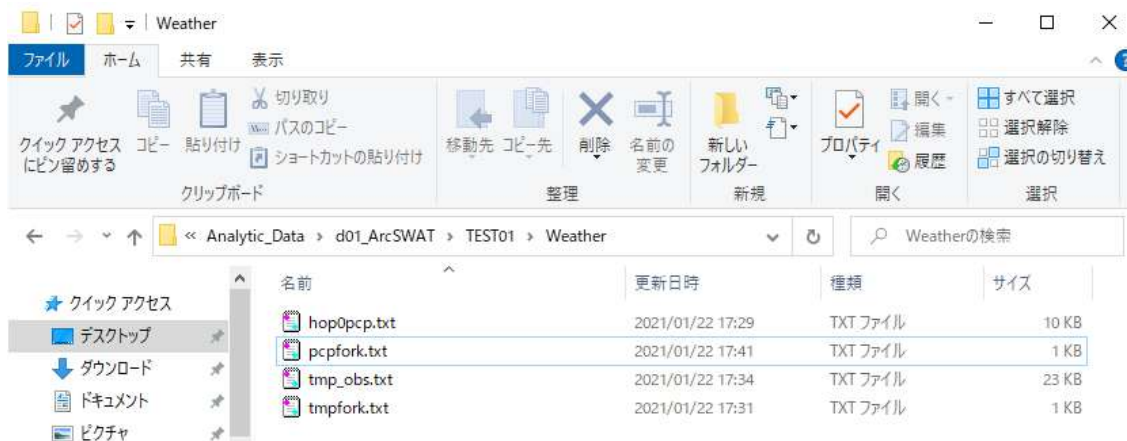 Weather
ファイル ホーム 共有 表示
クイック アクセス
にピン留めする
コピー
貼り付け
切り取り
パスのコピー
ショートカットの貼り付け
クリップボード
移動先
コピー先
削除
名前の
変更
整理
新しい
フォルダー
新規
プロパティ
開く
編集
履歴
開く
すべて選択
選択解除
選択の切り替え
選択
« Analytic_Data › d01_ArcSWAT › TEST01 › Weather
Weatherの検索
名前 更新日時 種類 サイズ
クイック アクセス
デスクトップ
ダウンロード
ドキュメント
ピクチャ
hop0pcp.txt 2021/01/22 17:29 TXT ファイル 10 KB
pcpfork.txt 2021/01/22 17:41 TXT ファイル 1 KB
tmp_obs.txt 2021/01/22 17:34 TXT ファイル 23 KB
tmpfork.txt 2021/01/22 17:31 TXT ファイル 1 KB